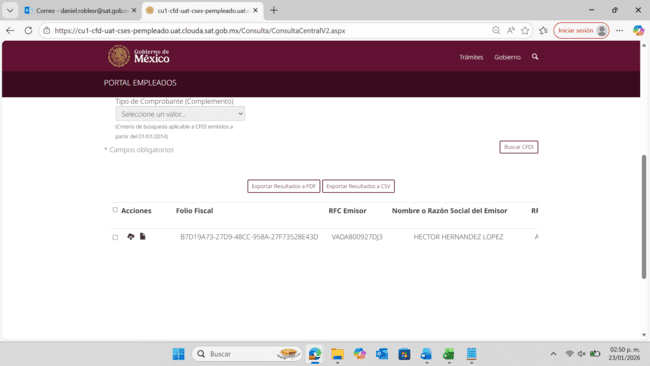 Correo - daniel.roblesr@sat.gob.m
cu1-cfd-uat-cses-pempleado.uat.c
https://cu1-cfd-uat-cses-pempleado.uat.clouda.sat.gob.mx/Consulta/ConsultaCentralV2.aspx
Iniciar sesión
Gobierno de
México
Trámites
Gobierno
PORTAL EMPLEADOS
Tipo de Comprobante (Complemento)
Seleccione un valor...
(Criterio de búsqueda aplicable a CFDI emitidos a
partir del 01/01/2014)
* Campos obligatorios
Buscar CFDI
Exportar Resultados a PDF
Exportar Resultados a CSV
Acciones Folio Fiscal RFC Emisor Nombre o Razón Social del Emisor RF
B7D19A73-27D9-48CC-958A-27F73528E43D VADA800927DJ3 HECTOR HERNANDEZ LOPEZ A
Buscar
02:50 p. m.
23/01/2026